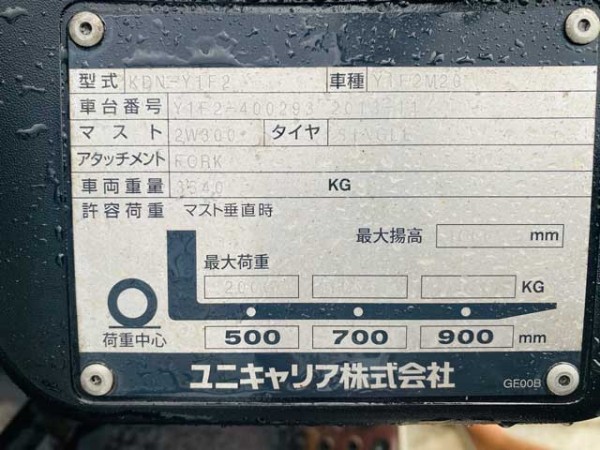 型式 KDN-Y1F2 車種 Y1F2M20
車台番号 Y1F2-400293 2013-11
マスト 2W300 タイヤ SINGLE
アタッチメント FORK
車両重量 3540 KG
許容荷重 マスト垂直時
最大揚高 mm
最大荷重
KG
荷重中心 500 700 900 mm
ユニキャリア株式会社
GE00B